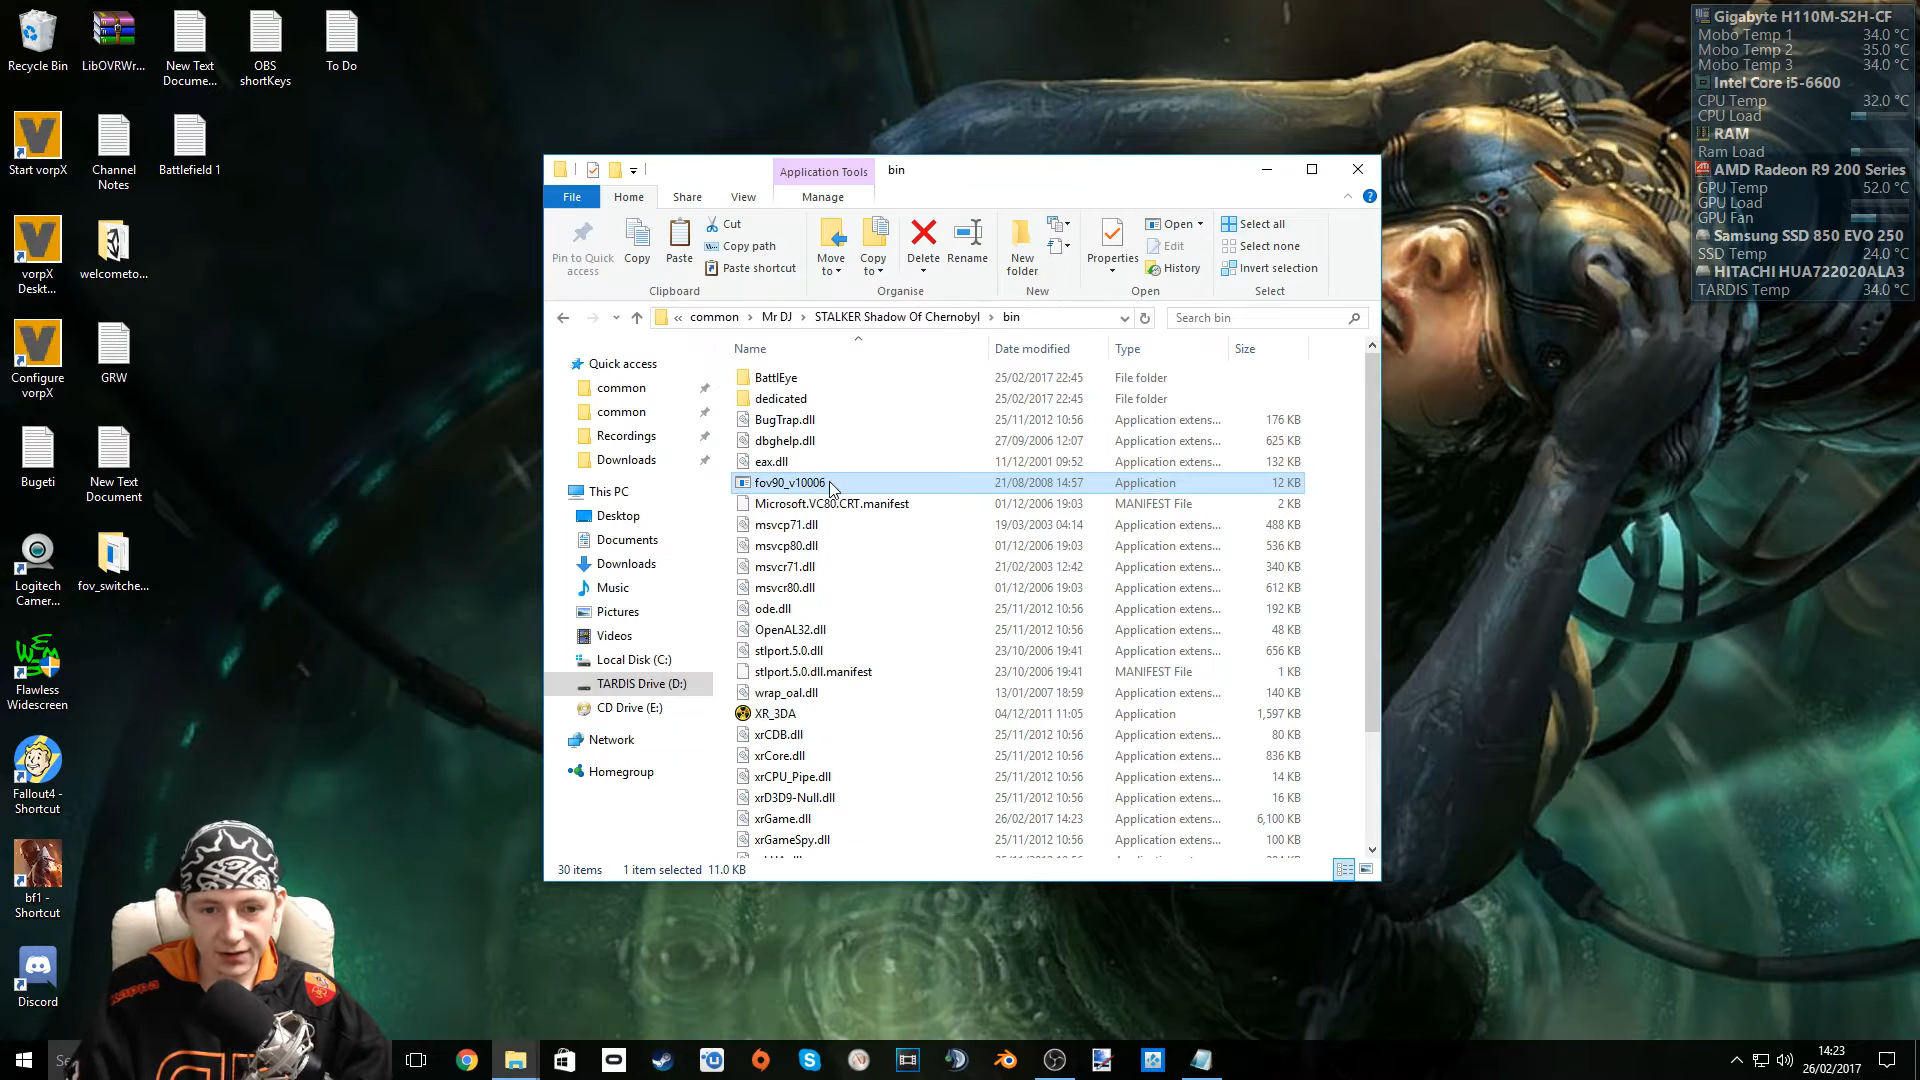 Recycle Bin
LibOVRWr...
New Text
Docume...
OBS
shortKeys
To Do
Start vorpX
Channel
Notes
Battlefield 1
vorpX
Deskt...
welcometo...
Configure
vorpX
GRW
Bugeti
New Text
Document
Logitech
Camer...
fov_switche...
Flawless
Widescreen
Fallout4 -
Shortcut
bf1 -
Shortcut
Discord
Gigabyte H110M-S2H-CF
Mobo Temp 1 34.0 °C
Mobo Temp 2 35.0 °C
Mobo Temp 3 34.0 °C
Intel Core i5-6600
CPU Temp 32.0 °C
CPU Load
RAM
Ram Load
AMD Radeon R9 200 Series
GPU Temp 52.0 °C
GPU Load
GPU Fan
Samsung SSD 850 EVO 250
SSD Temp 24.0 °C
HITACHI HUA722020ALA3
TARDIS Temp 34.0 °C
Application Tools bin
File Home Share View Manage
Pin to Quick
access
Copy
Paste
Cut
Copy path
Paste shortcut
Clipboard
Move
to
Copy
to
Delete
Rename
Organise
New
folder
New
Properties
Open
Edit
History
Open
Select all
Select none
Invert selection
Select
« common > Mr DJ > STALKER Shadow Of Chernobyl > bin
Search bin
Quick access
common
common
Recordings
Downloads
This PC
Desktop
Documents
Downloads
Music
Pictures
Videos
Local Disk (C:)
TARDIS Drive (D:)
CD Drive (E:)
Network
Homegroup
Name Date modified Type Size
BattlEye 25/02/2017 22:45 File folder
dedicated 25/02/2017 22:45 File folder
BugTrap.dll 25/11/2012 10:56 Application extens... 176 KB
dbghelp.dll 27/09/2006 12:07 Application extens... 625 KB
eax.dll 11/12/2001 09:52 Application extens... 132 KB
fov90_v10006 21/08/2008 14:57 Application 12 KB
Microsoft.VC80.CRT.manifest 01/12/2006 19:03 MANIFEST File 2 KB
msvcp71.dll 19/03/2003 04:14 Application extens... 488 KB
msvcp80.dll 01/12/2006 19:03 Application extens... 536 KB
msvcr71.dll 21/02/2003 12:42 Application extens... 340 KB
msvcr80.dll 01/12/2006 19:03 Application extens... 612 KB
ode.dll 25/11/2012 10:56 Application extens... 192 KB
OpenAL32.dll 25/11/2012 10:56 Application extens... 48 KB
stlport.5.0.dll 23/10/2006 19:41 Application extens... 656 KB
stlport.5.0.dll.manifest 23/10/2006 19:41 MANIFEST File 1 KB
wrap_oal.dll 13/01/2007 18:59 Application extens... 140 KB
XR_3DA 04/12/2011 11:05 Application 1,597 KB
xrCDB.dll 25/11/2012 10:56 Application extens... 80 KB
xrCore.dll 25/11/2012 10:56 Application extens... 836 KB
xrCPU_Pipe.dll 25/11/2012 10:56 Application extens... 14 KB
xrD3D9-Null.dll 25/11/2012 10:56 Application extens... 16 KB
xrGame.dll 26/02/2017 14:23 Application extens... 6,100 KB
xrGameSpy.dll 25/11/2012 10:56 Application extens... 100 KB
30 items 1 item selected 11.0 KB
kappa
14:23
26/02/2017